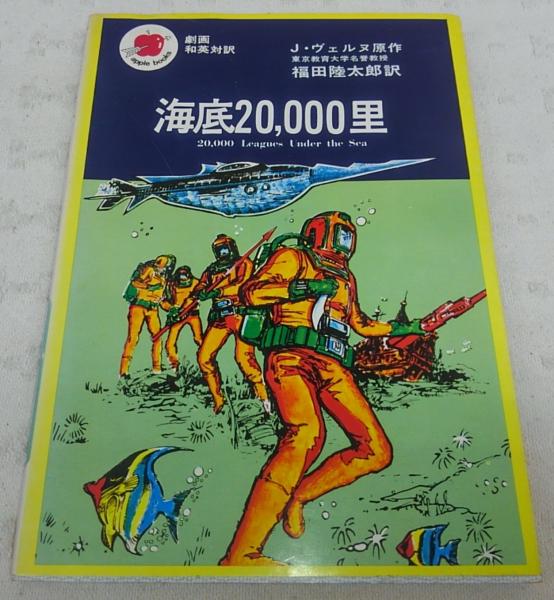 apple books
劇画
和英対訳
J・ヴェルヌ原作
東京教育大学名誉教授
福田陸太郎訳
海底20,000里
20,000 Leagues Under the Sea